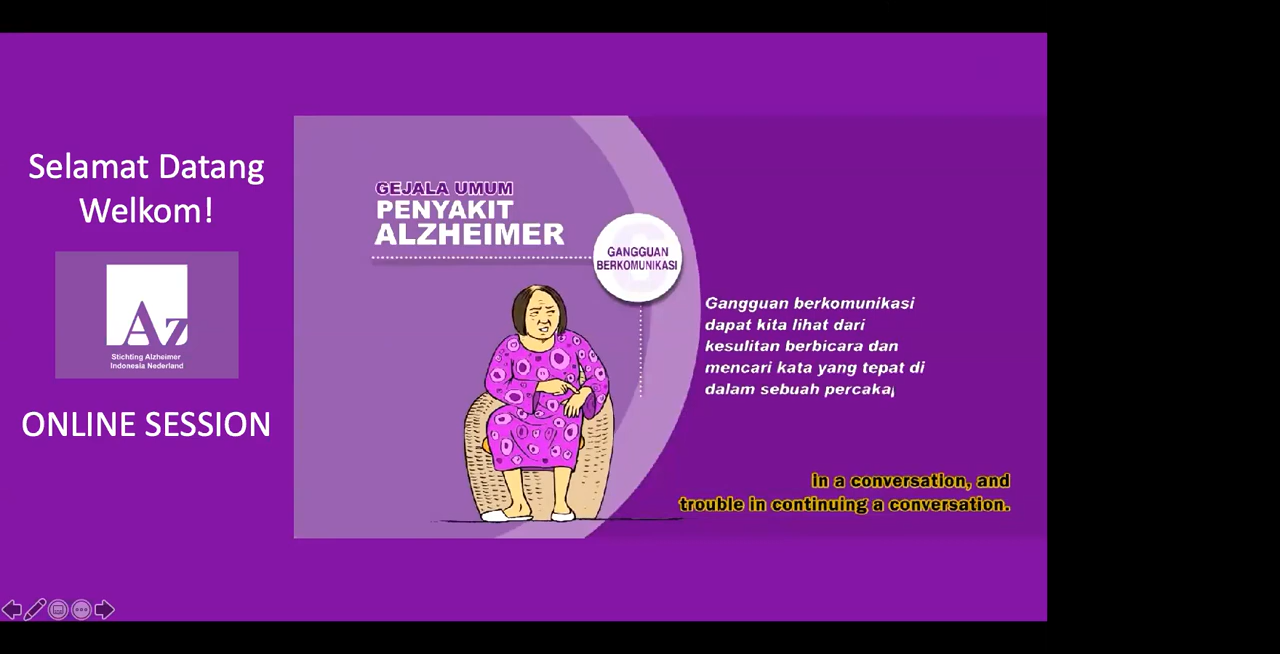 Selamat Datang
Welkom!
Az
Stichting Alzheimer
Indonesia Nederland
ONLINE SESSION
GEJALA UMUM
PENYAKIT
ALZHEIMER
GANGGUAN
BERKOMUNIKASI
Gangguan berkomunikasi
dapat kita lihat dari
kesulitan berbicara dan
mencari kata yang tepat di
dalam sebuah percaka
in a conversation, and
trouble in continuing a conversation.